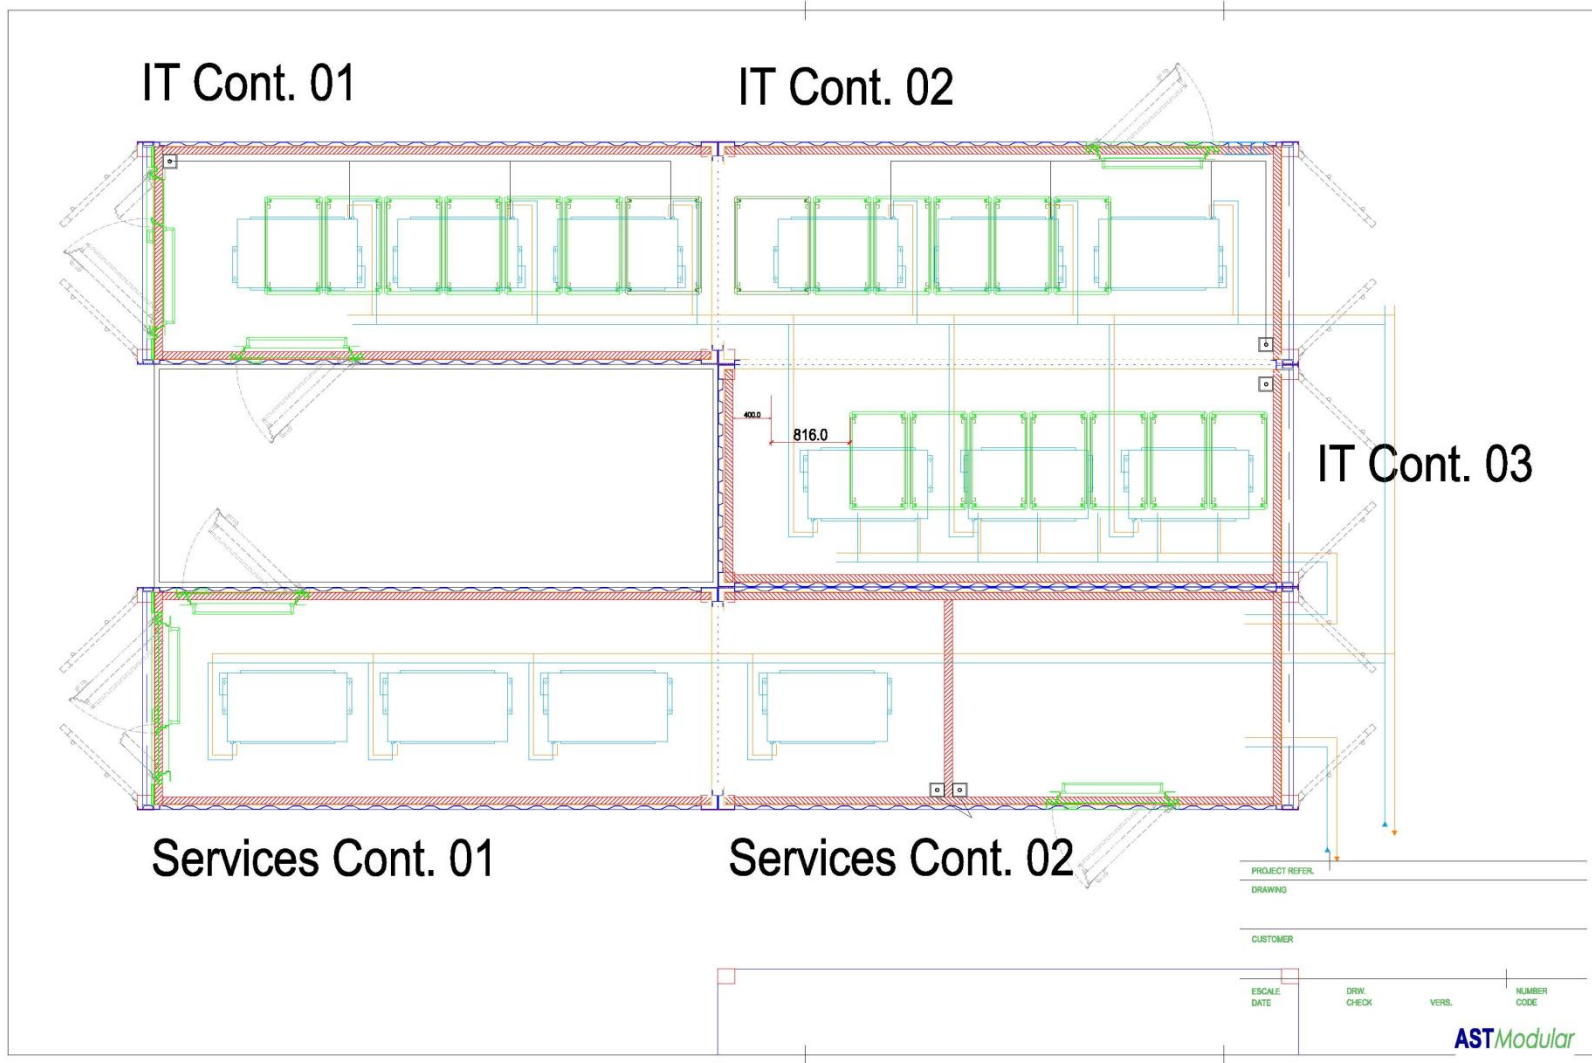 IT Cont. 01
IT Cont. 02
400.0
816.0
IT Cont. 03
Services Cont. 01
Services Cont. 02
PROJECT REFER.
DRAWING
CUSTOMER
ESCALE DRW. NUMBER
DATE CHECK VERS. CODE
ASTModular